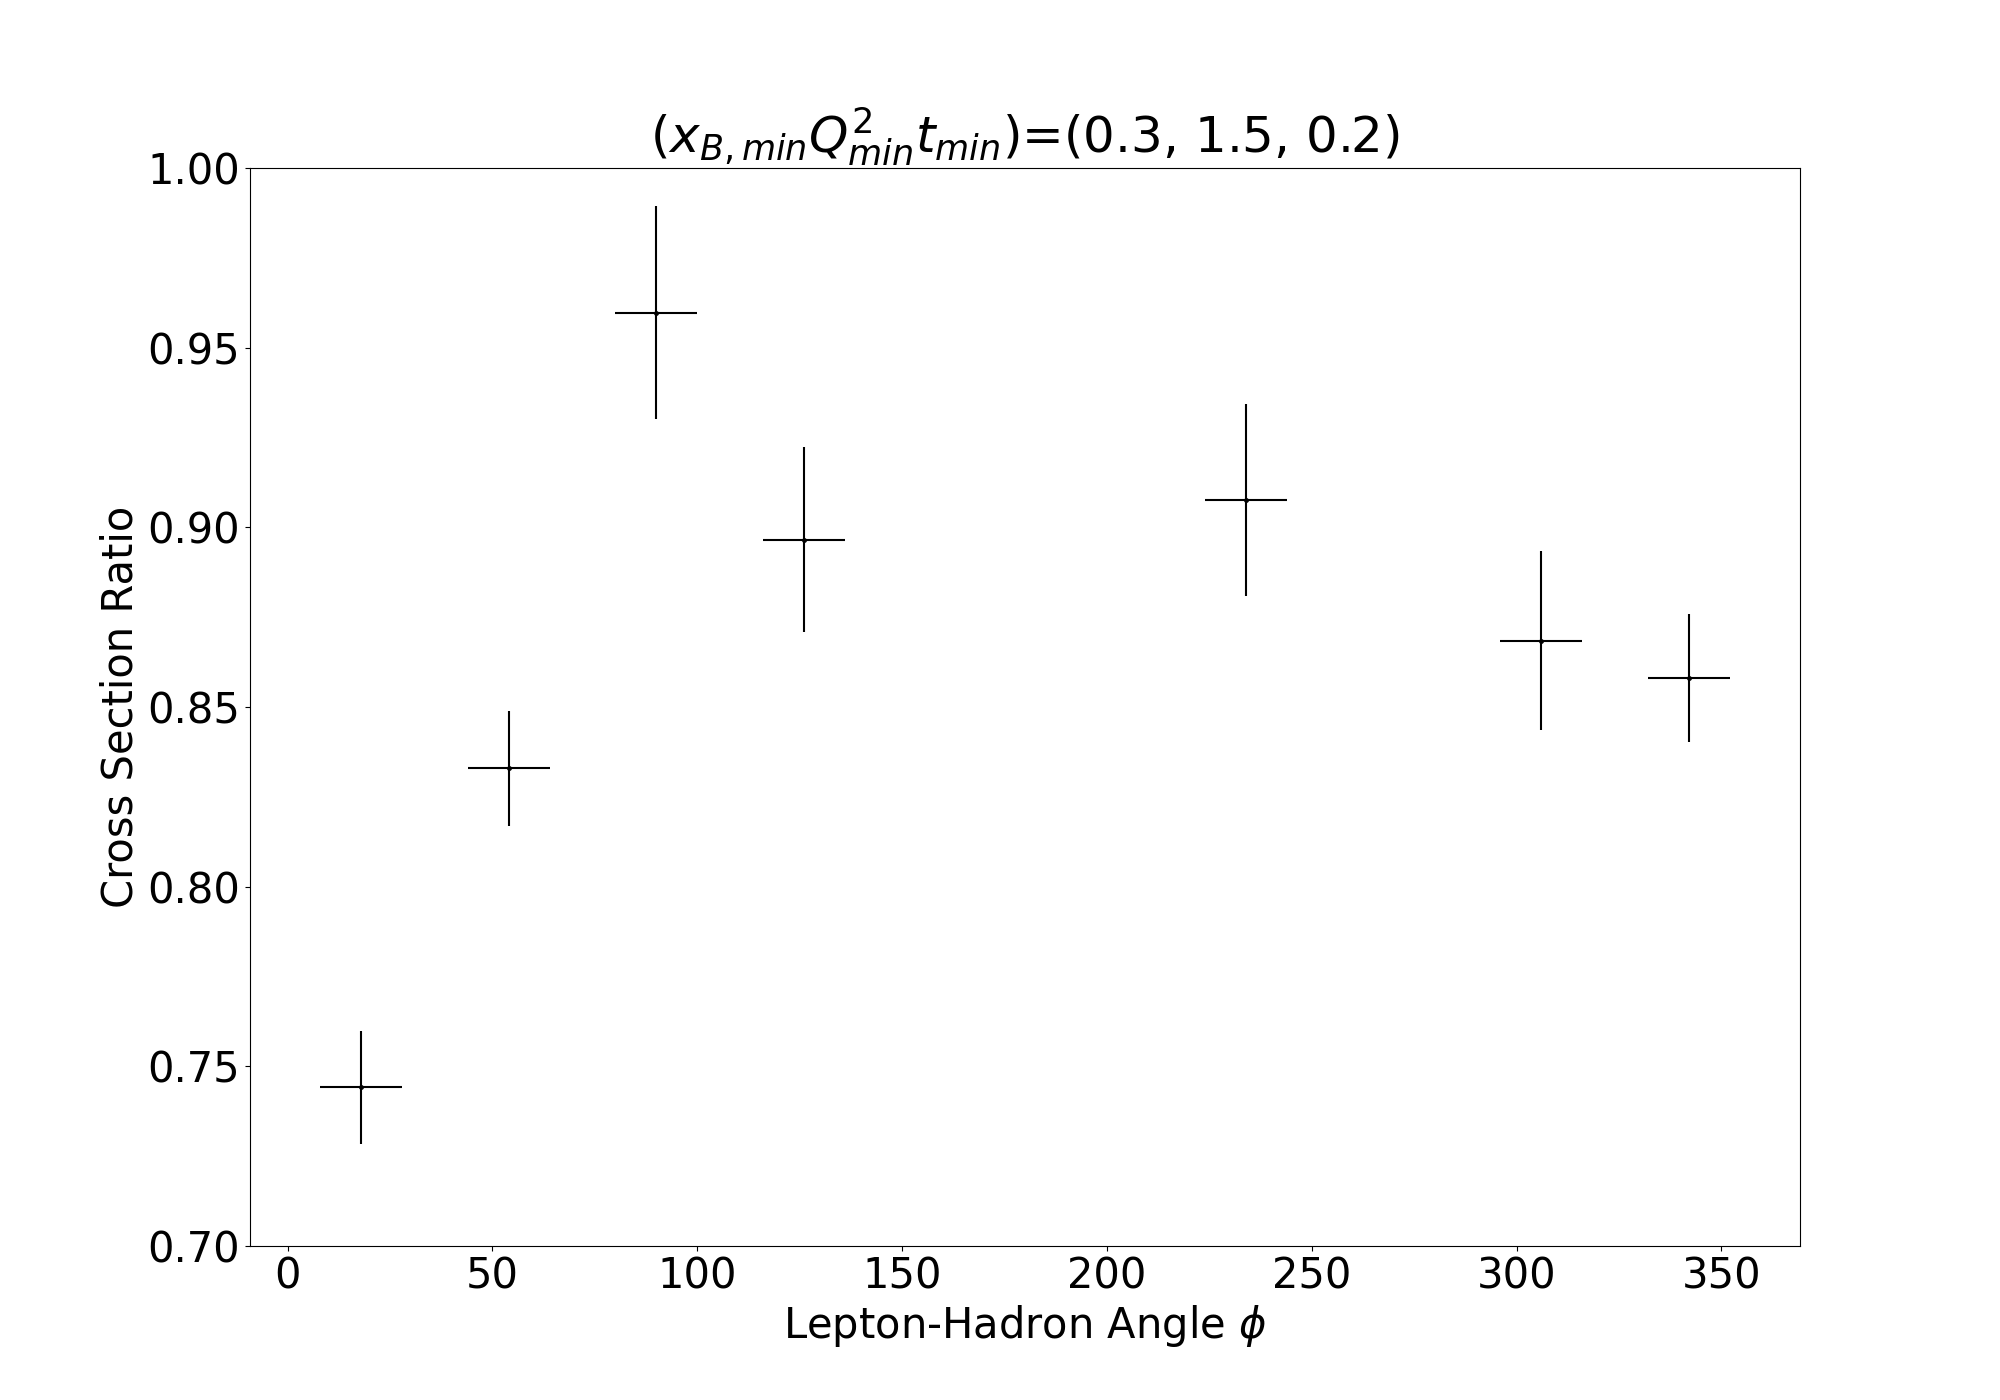 (x_{B, min}Q^2_{min}t_{min})=(0.3, 1.5, 0.2)
1.00
0.95
0.90
0.85
0.80
0.75
0.70
Cross Section Ratio
0 50 100 150 200 250 300 350
Lepton-Hadron Angle ϕ